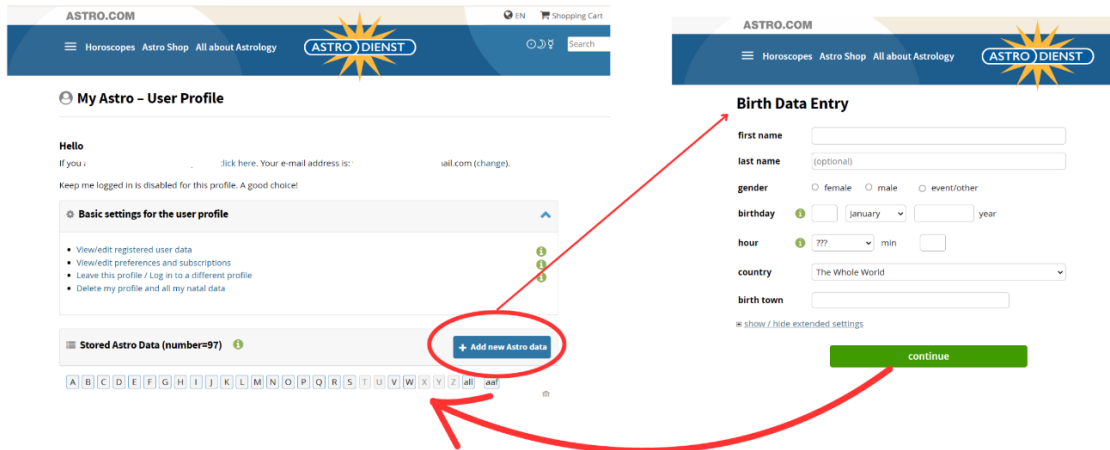 ASTRO.COM
EN Shopping Cart
Horoscopes Astro Shop All about Astrology
ASTRO DIENST
Search
My Astro – User Profile
Hello
If you click here. Your e-mail address is: ail.com (change).
Keep me logged in is disabled for this profile. A good choice!
Basic settings for the user profile
View/edit registered user data
View/edit preferences and subscriptions
Leave this profile / Log in to a different profile
Delete my profile and all my natal data
Stored Astro Data (number=97)
+ Add new Astro data
A B C D E F G H I J K L M N O P Q R S T U V W X Y Z all aaf
ASTRO.COM
Horoscopes Astro Shop All about Astrology
ASTRO DIENST
Birth Data Entry
first name
last name (optional)
gender female male event/other
birthday January year
hour ??? min
country The Whole World
birth town
show / hide extended settings
continue